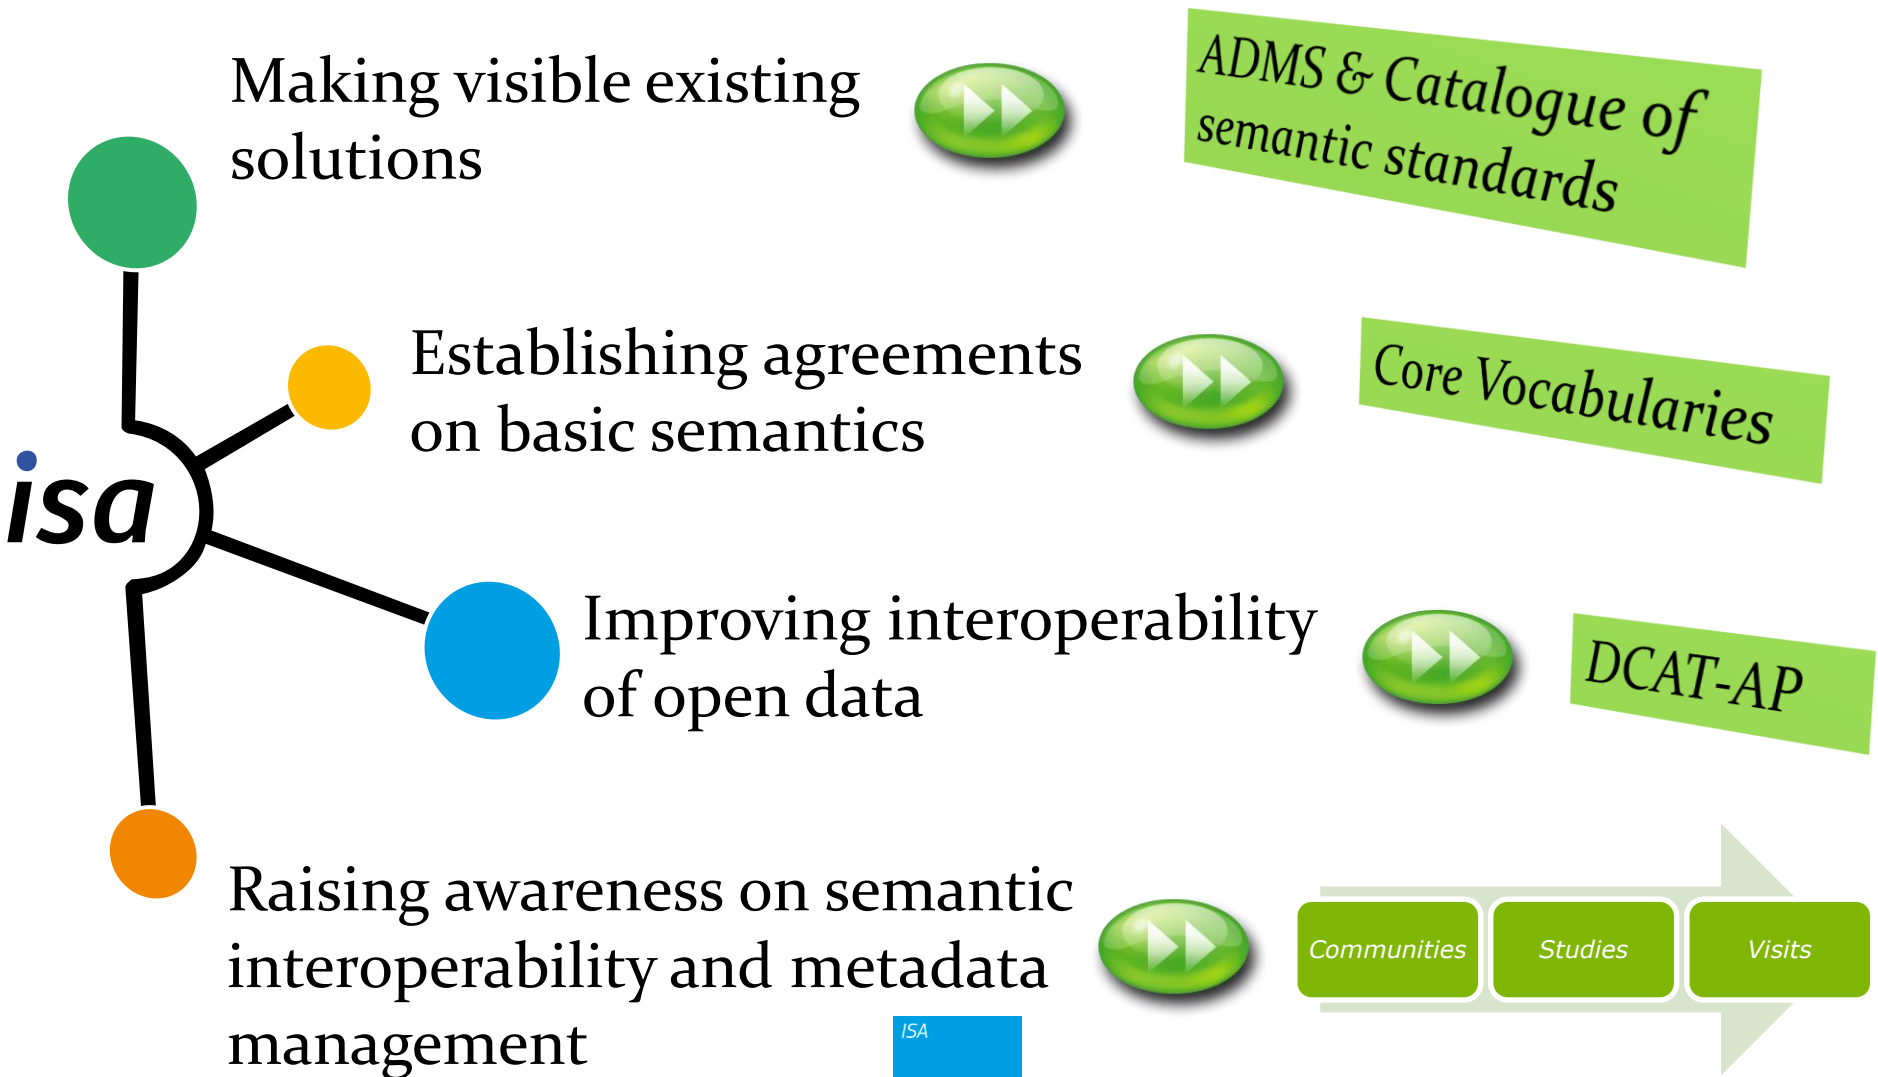 Making visible existing
solutions
ADMS & Catalogue of
semantic standards
Establishing agreements
on basic semantics
Core Vocabularies
isa
Improving interoperability
of open data
DCAT-AP
Raising awareness on semantic
interoperability and metadata
management
Communities
Studies
Visits
ISA